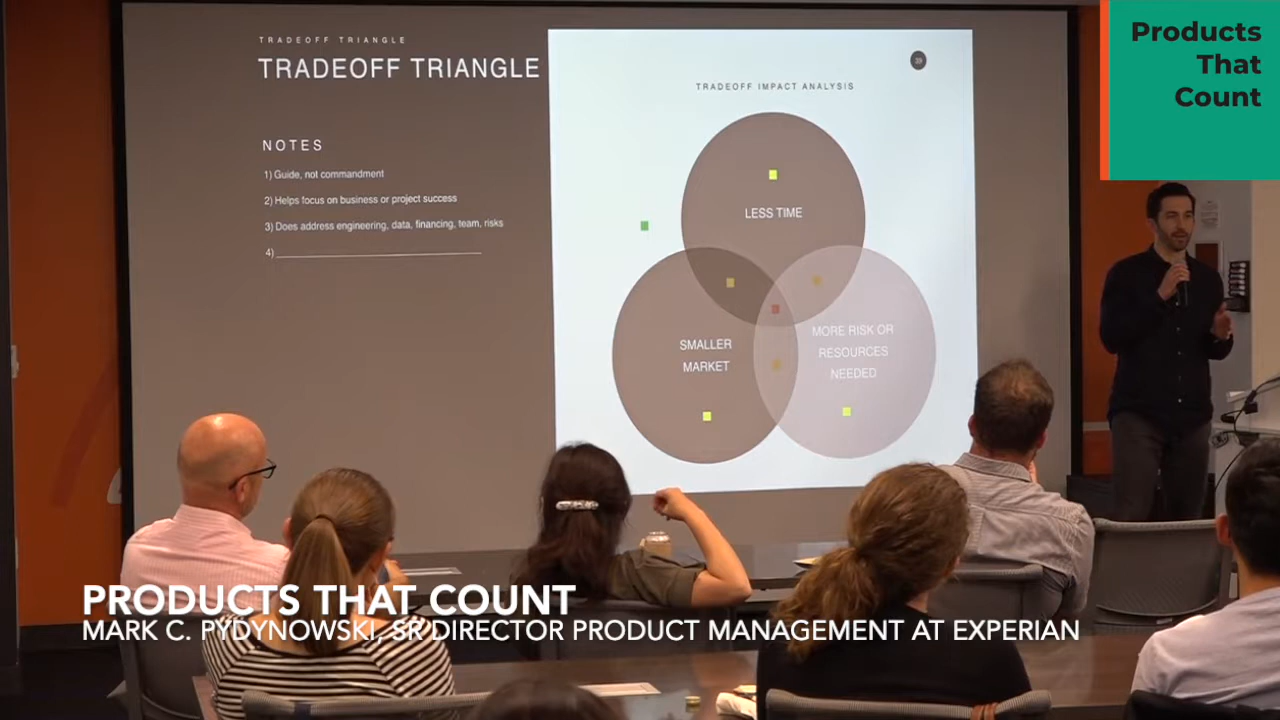 TRADEOFF TRIANGLE
TRADEOFF TRIANGLE
NOTES
1) Guide, not commandment
2) Helps focus on business or project success
3) Does address engineering, data, financing, team, risks
4)
39
TRADEOFF IMPACT ANALYSIS
LESS TIME
SMALLER
MARKET
MORE RISK OR
RESOURCES
NEEDED
Products
That
Count
PRODUCTS THAT COUNT
MARK C. PYDYNOWSKI, SR DIRECTOR PRODUCT MANAGEMENT AT EXPERIAN